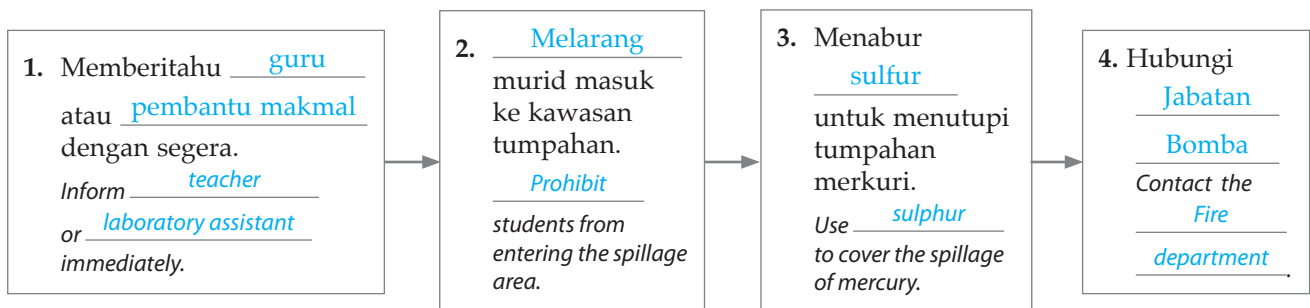 1. Memberitahu guru
atau pembantu makmal
dengan segera.
Inform teacher
or laboratory assistant
immediately.
2. Melarang
murid masuk
ke kawasan
tumpahan.
Prohibit
students from
entering the spillage
area.
3. Menabur
sulfur
untuk menutupi
tumpahan
merkuri.
Use sulphur
to cover the spillage
of mercury.
4. Hubungi
Jabatan
Bomba
Contact the
Fire
department.